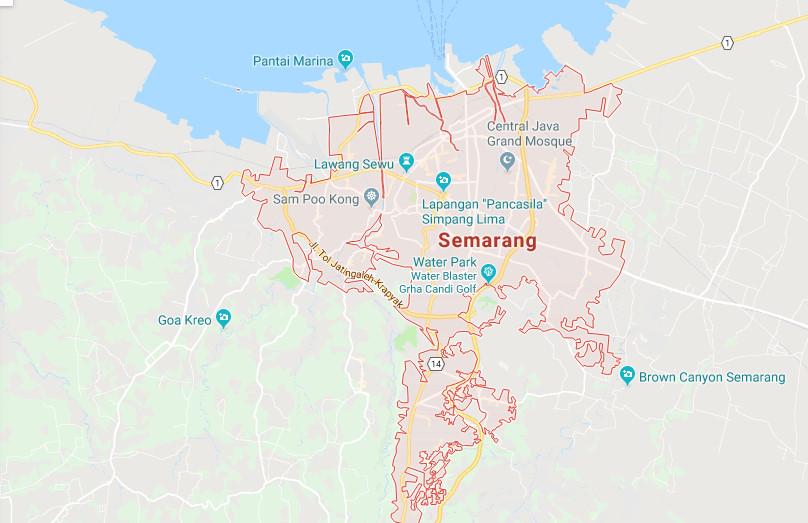 Pantai Marina
1
1
Central Java
Grand Mosque
Lawang Sewu
1
Sam Poo Kong
Lapangan "Pancasila"
Simpang Lima
Semarang
Jl. Tol Jatingaleh-Krapyak
Water Park
Water Blaster
Grha Candi Golf
Goa Kreo
14
Brown Canyon Semarang